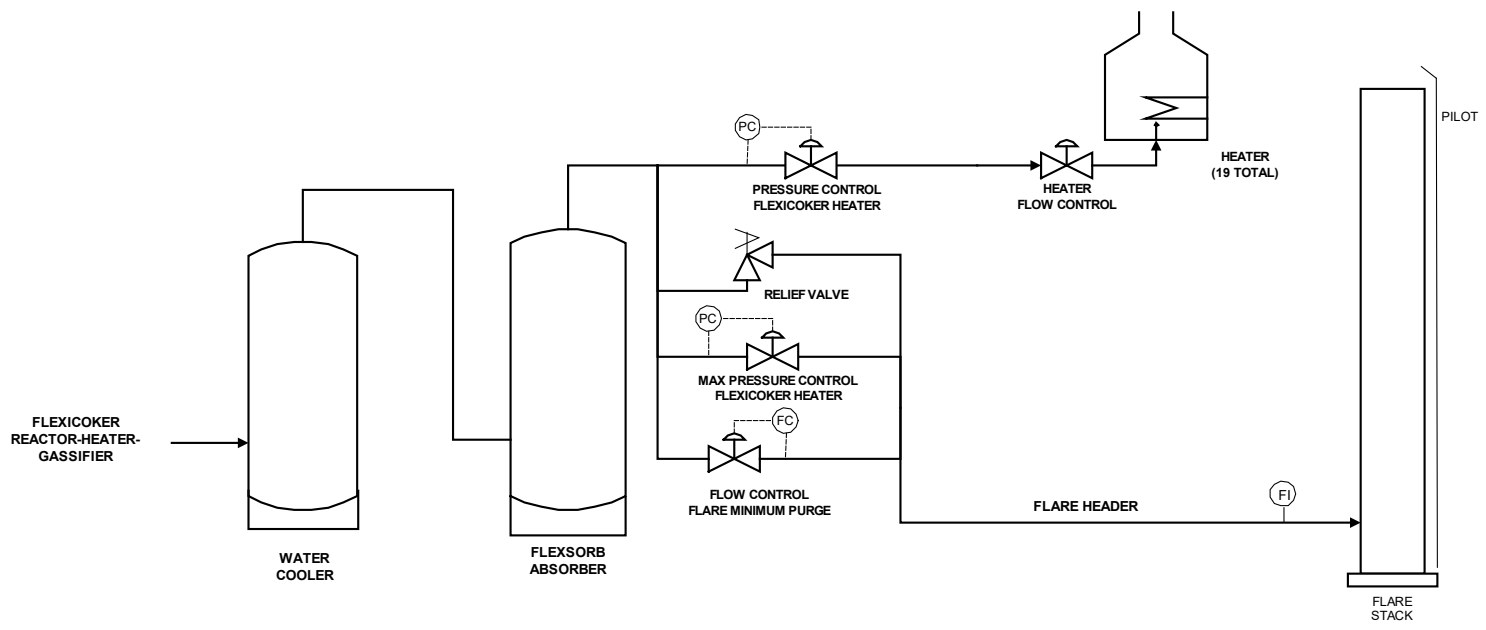 PILOT
PC
HEATER
(19 TOTAL)
PRESSURE CONTROL
FLEXICOKER HEATER
HEATER
FLOW CONTROL
RELIEF VALVE
PC
MAX PRESSURE CONTROL
FLEXICOKER HEATER
FC
FLEXICOKER
REACTOR-HEATER-
GASSIFIER
FLOW CONTROL
FLARE MINIMUM PURGE
FLARE HEADER
FI
WATER
COOLER
FLEXSORB
ABSORBER
FLARE
STACK